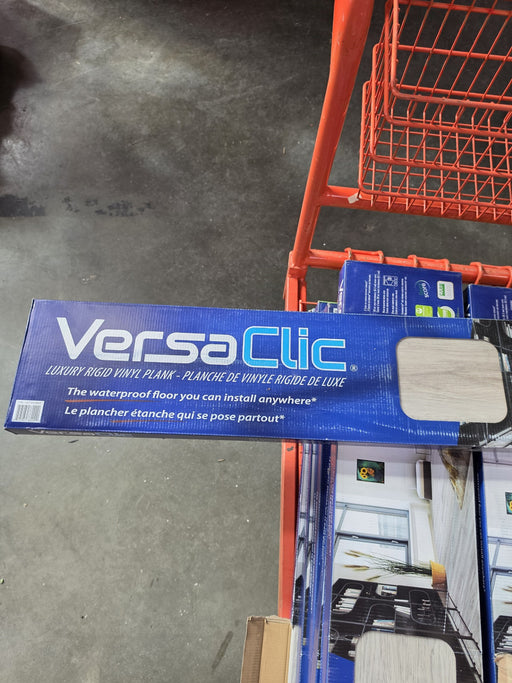 VersaClic®
LUXURY RIGID VINYL PLANK - PLANCHE DE VINYLE RIGIDE DE LUXE
The waterproof floor you can install anywhere*
Le plancher étanche qui se pose partout*